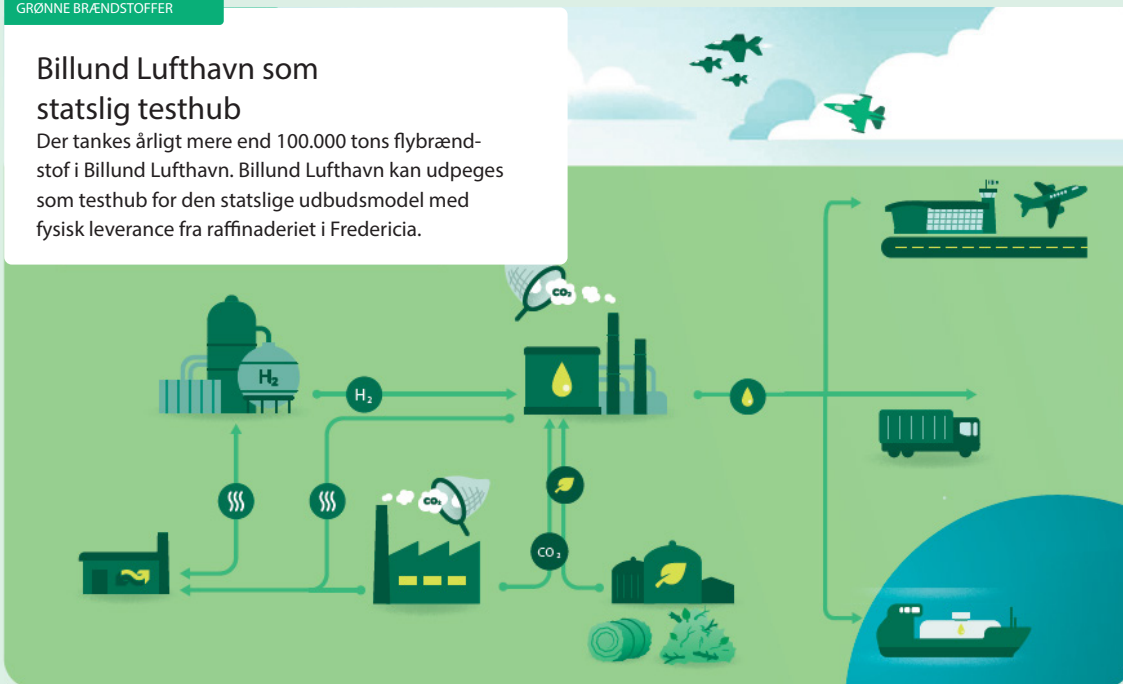 GRØNNE BRÆNDSTOFFER
Billund Lufthavn som
statslig testhub
Der tankes årligt mere end 100.000 tons flybrænd-
stof i Billund Lufthavn. Billund Lufthavn kan udpeges
som testhub for den statslige udbudsmodel med
fysisk leverance fra raffinaderiet i Fredericia.
CO₂
H₂
H₂
CO₂
CO₂